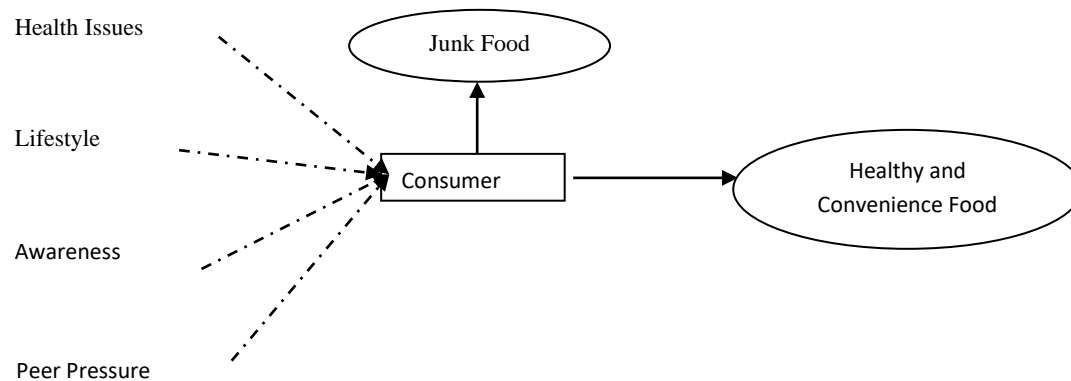 Health Issues
Junk Food
Lifestyle
Consumer
Healthy and
Convenience Food
Awareness
Peer Pressure